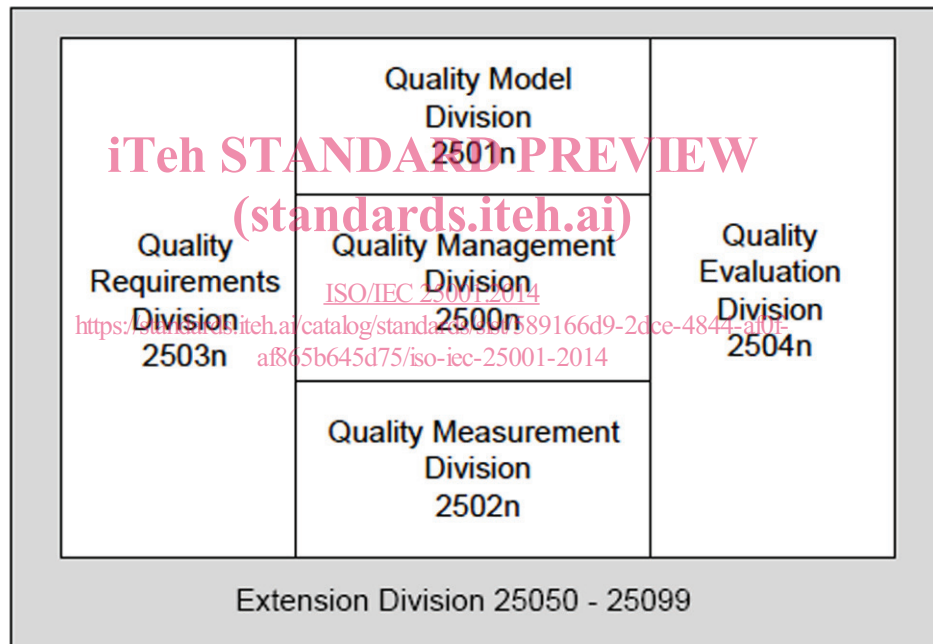 Quality Model
Division
2501n
iTeh STANDARD PREVIEW
(standards.iteh.ai)
Quality
Requirements
Division
2503n
Quality Management
Division
2500n
Quality
Evaluation
Division
2504n
ISO/IEC 25001:2014
af865b645d75/iso-iec-25001-2014
Quality Measurement
Division
2502n
Extension Division 25050 - 25099